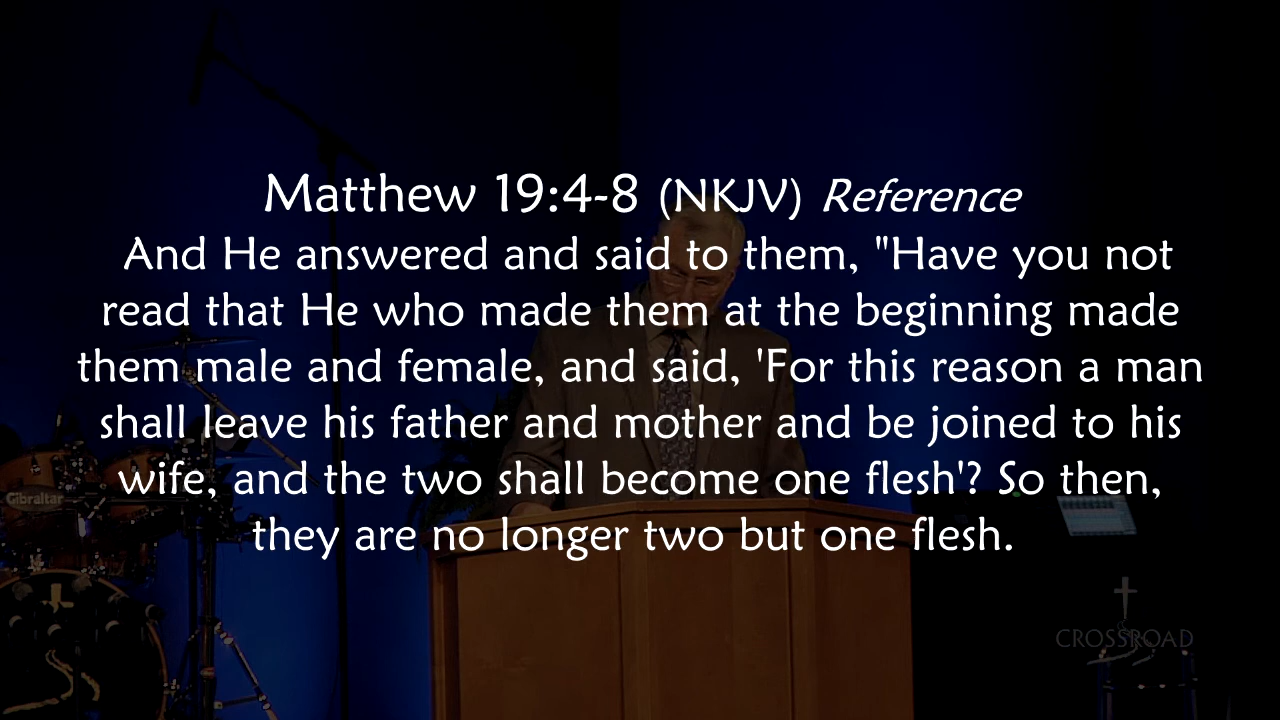 Matthew 19:4-8 (NKJV) Reference
And He answered and said to them, "Have you not
read that He who made them at the beginning made
them male and female, and said, 'For this reason a man
shall leave his father and mother and be joined to his
wife, and the two shall become one flesh'? So then,
they are no longer two but one flesh.
Gibraltar
CROSSROAD